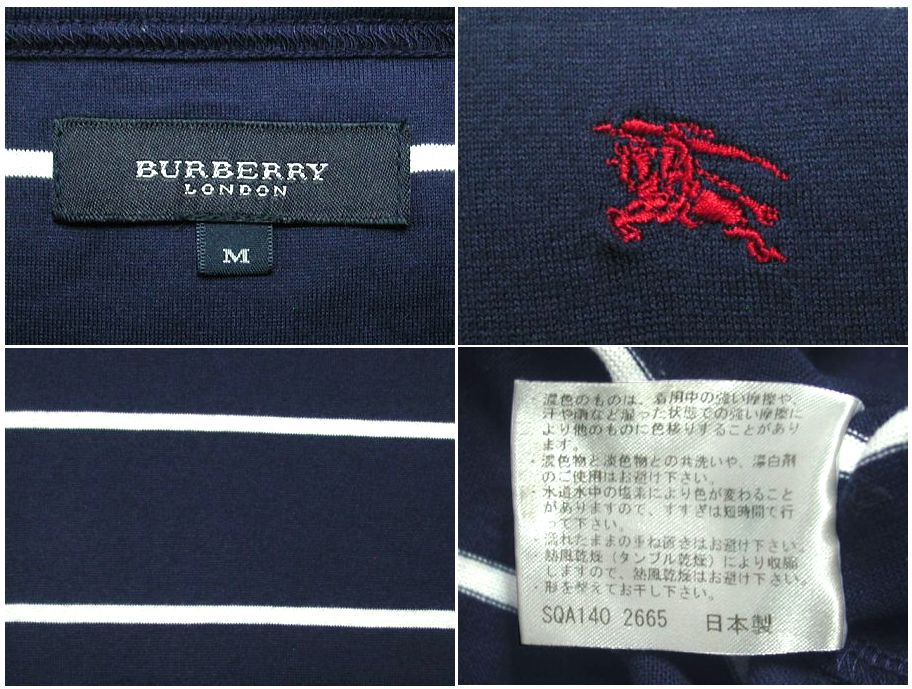 BURBERRY
LONDON
M
濃色のものは、着用中の強い摩擦や、
汗や雨など湿った状態での強い摩擦に
より他のものに色移りすることがあり
ます。
・濃色物と淡色物との共洗いや、漂白剤
のご使用はお避け下さい。
・水道水中の塩素により色が変わること
がありますので、すすぎは短時間で行
って下さい。
・濡れたままの重ね置きはお避け下さい。
・熱風乾燥（タンブル乾燥）により収縮
しますので、熱風乾燥はお避け下さい。
・形を整えてお干し下さい。
SQA140 2665 日本製